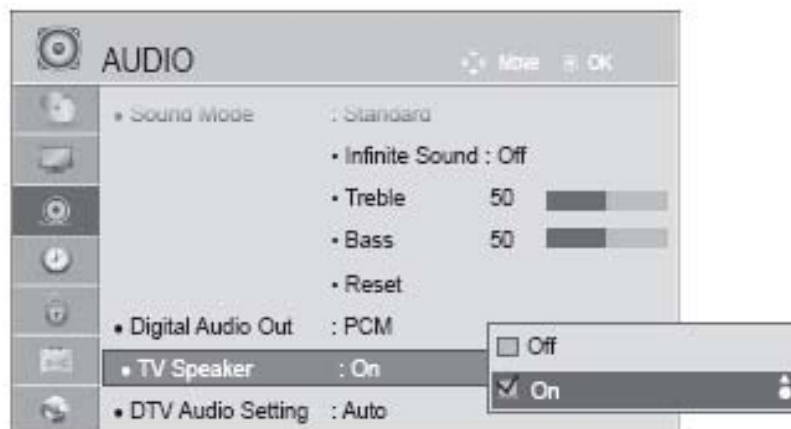 AUDIO
Move OK
• Sound Mode : Standard
• Infinite Sound : Off
• Treble 50
• Bass 50
• Reset
• Digital Audio Out : PCM
• TV Speaker : On
Off
On
• DTV Audio Setting : Auto